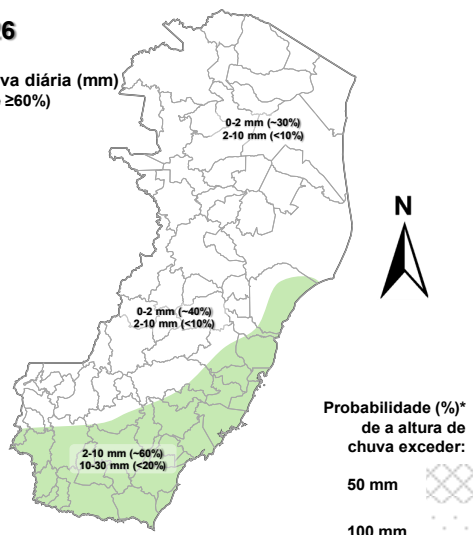 26
va diária (mm)
≥60%)
0-2 mm (~30%)
2-10 mm (<10%)
N
0-2 mm (~40%)
2-10 mm (<10%)
Probabilidade (%)*
de a altura de
chuva exceder:
2-10 mm (~60%)
10-30 mm (<20%)
50 mm
100 mm